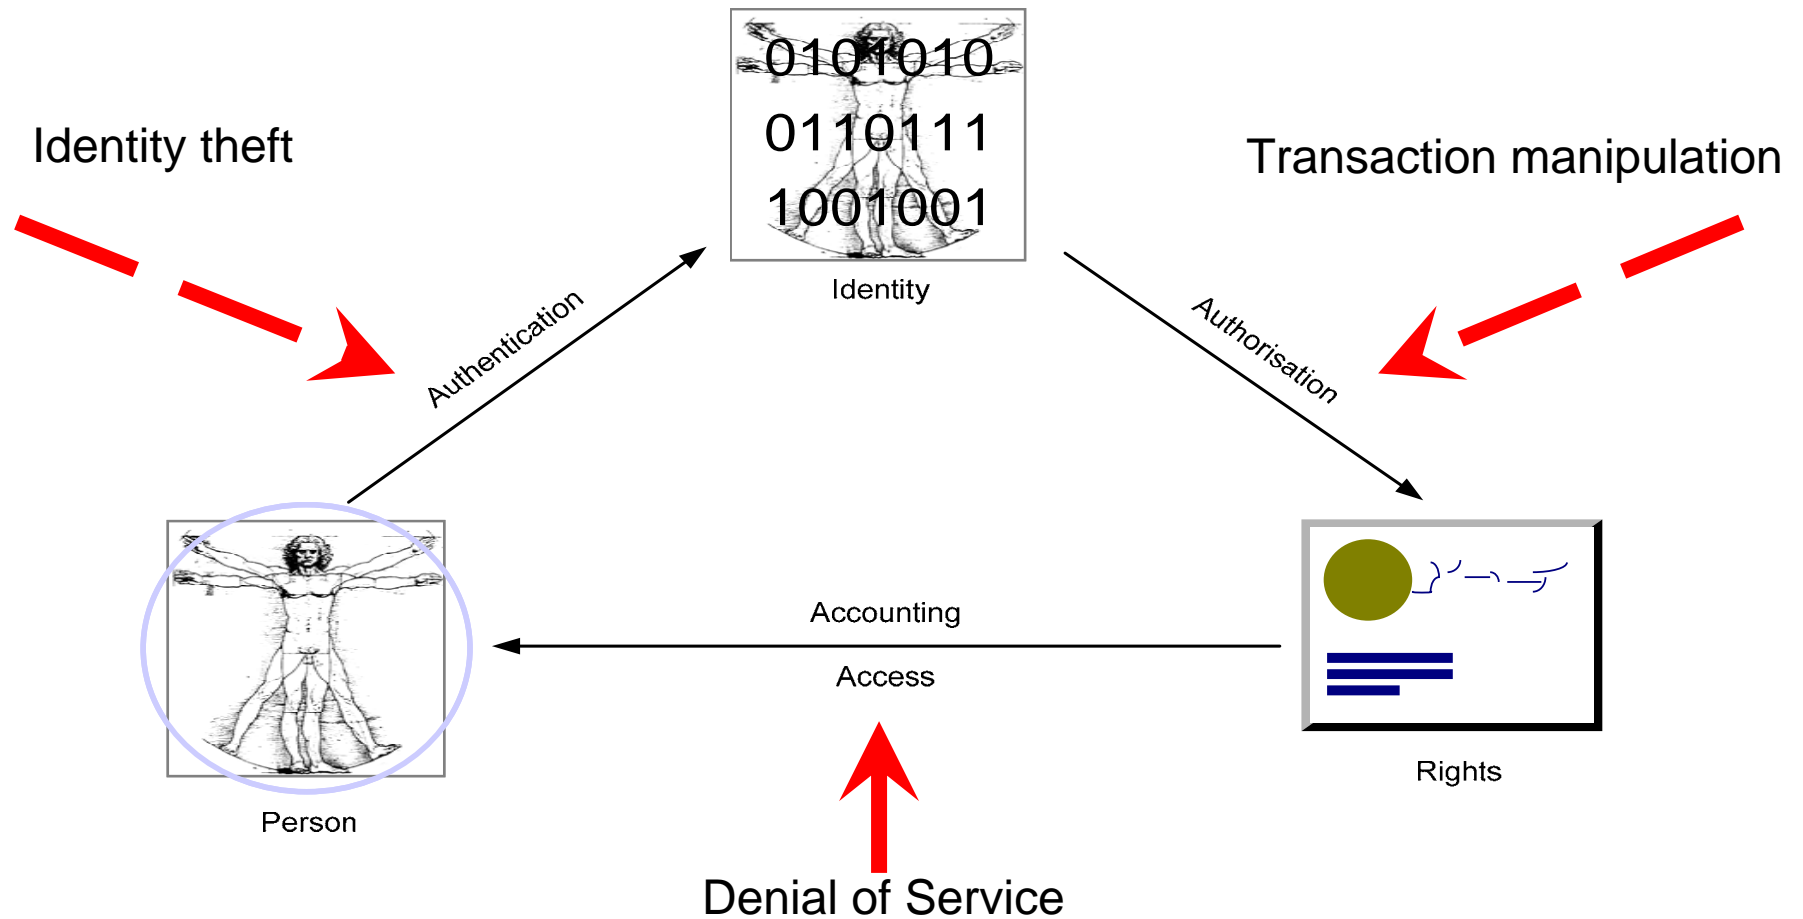 0101010
0110111
1001001
Identity theft
Transaction manipulation
Identity
Authentication
Authorisation
Accounting
Access
Rights
Person
Denial of Service